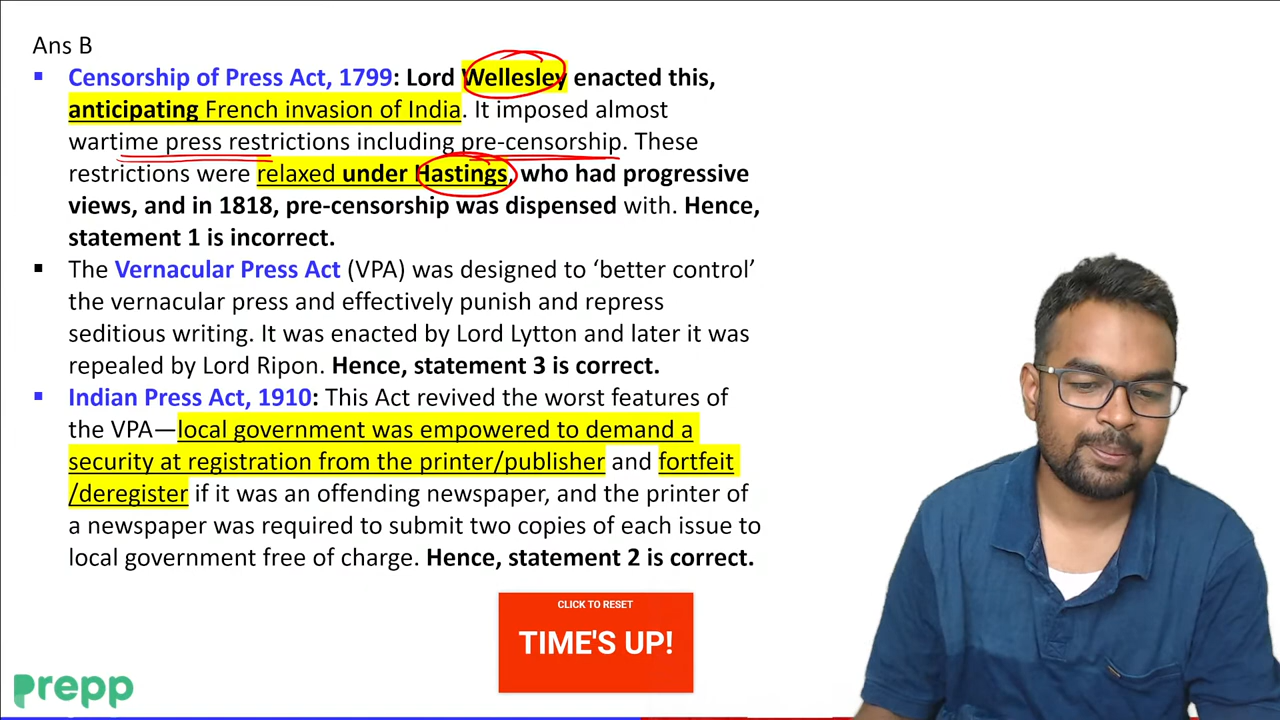 Ans B
▪ Censorship of Press Act, 1799: Lord Wellesley enacted this,
anticipating French invasion of India. It imposed almost
wartime press restrictions including pre-censorship. These
restrictions were relaxed under Hastings, who had progressive
views, and in 1818, pre-censorship was dispensed with. Hence,
statement 1 is incorrect.
▪ The Vernacular Press Act (VPA) was designed to ‘better control’
the vernacular press and effectively punish and repress
seditious writing. It was enacted by Lord Lytton and later it was
repealed by Lord Ripon. Hence, statement 3 is correct.
▪ Indian Press Act, 1910: This Act revived the worst features of
the VPA—local government was empowered to demand a
security at registration from the printer/publisher and fortfeit
/deregister if it was an offending newspaper, and the printer of
a newspaper was required to submit two copies of each issue to
local government free of charge. Hence, statement 2 is correct.
CLICK TO RESET
TIME'S UP!
prepp